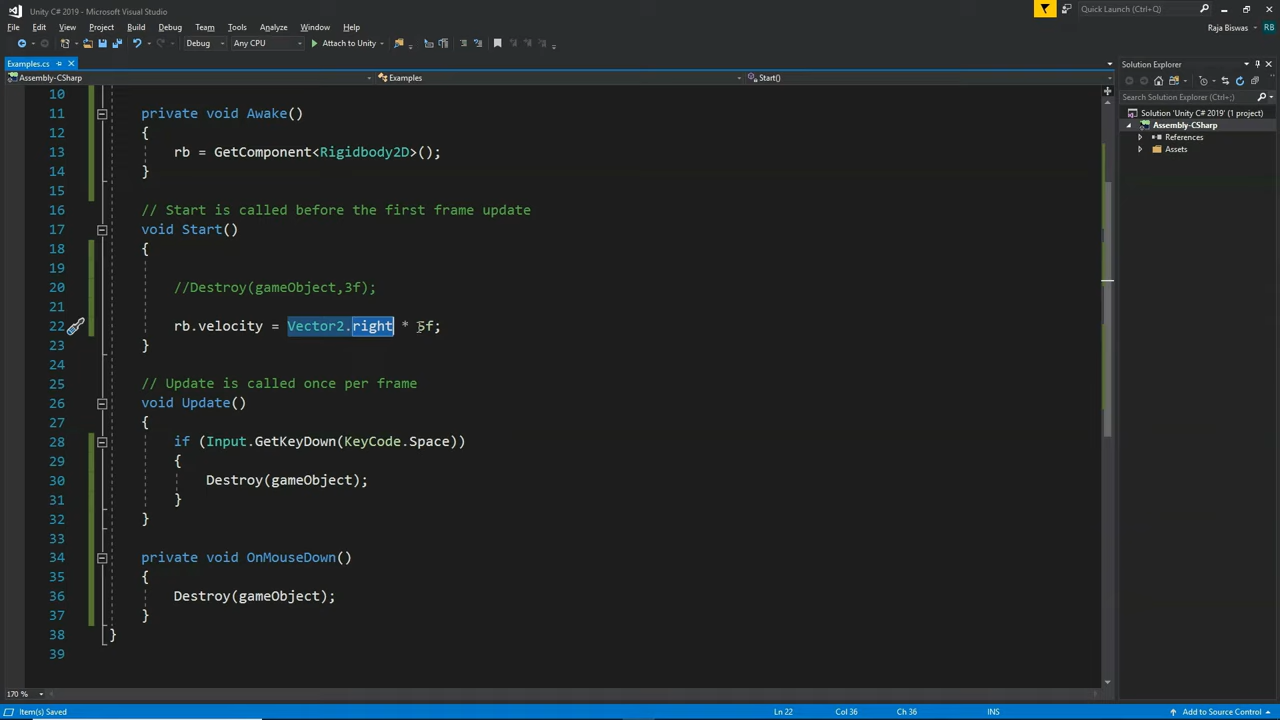 Unity C# 2019 - Microsoft Visual Studio
Quick Launch (Ctrl+Q)
File Edit View Project Build Debug Team Tools Analyze Window Help
Raja Biswas RB
Debug Any CPU Attach to Unity
Examples.cs
Solution Explorer
Assembly-CSharp Examples Start()
Search Solution Explorer (Ctrl+;)
Solution 'Unity C# 2019' (1 project)
Assembly-CSharp
References
Assets
10
11 private void Awake()
12 {
13 rb = GetComponent<Rigidbody2D>();
14 }
15
16 // Start is called before the first frame update
17 void Start()
18 {
19
20 //Destroy(gameObject,3f);
21
22 rb.velocity = Vector2.right * f;
23 }
24
25 // Update is called once per frame
26 void Update()
27 {
28 if (Input.GetKeyDown(KeyCode.Space))
29 {
30 Destroy(gameObject);
31 }
32 }
33
34 private void OnMouseDown()
35 {
36 Destroy(gameObject);
37 }
38 }
39
170 %
Item(s) Saved Ln 22 Col 36 Ch 36 INS Add to Source Control